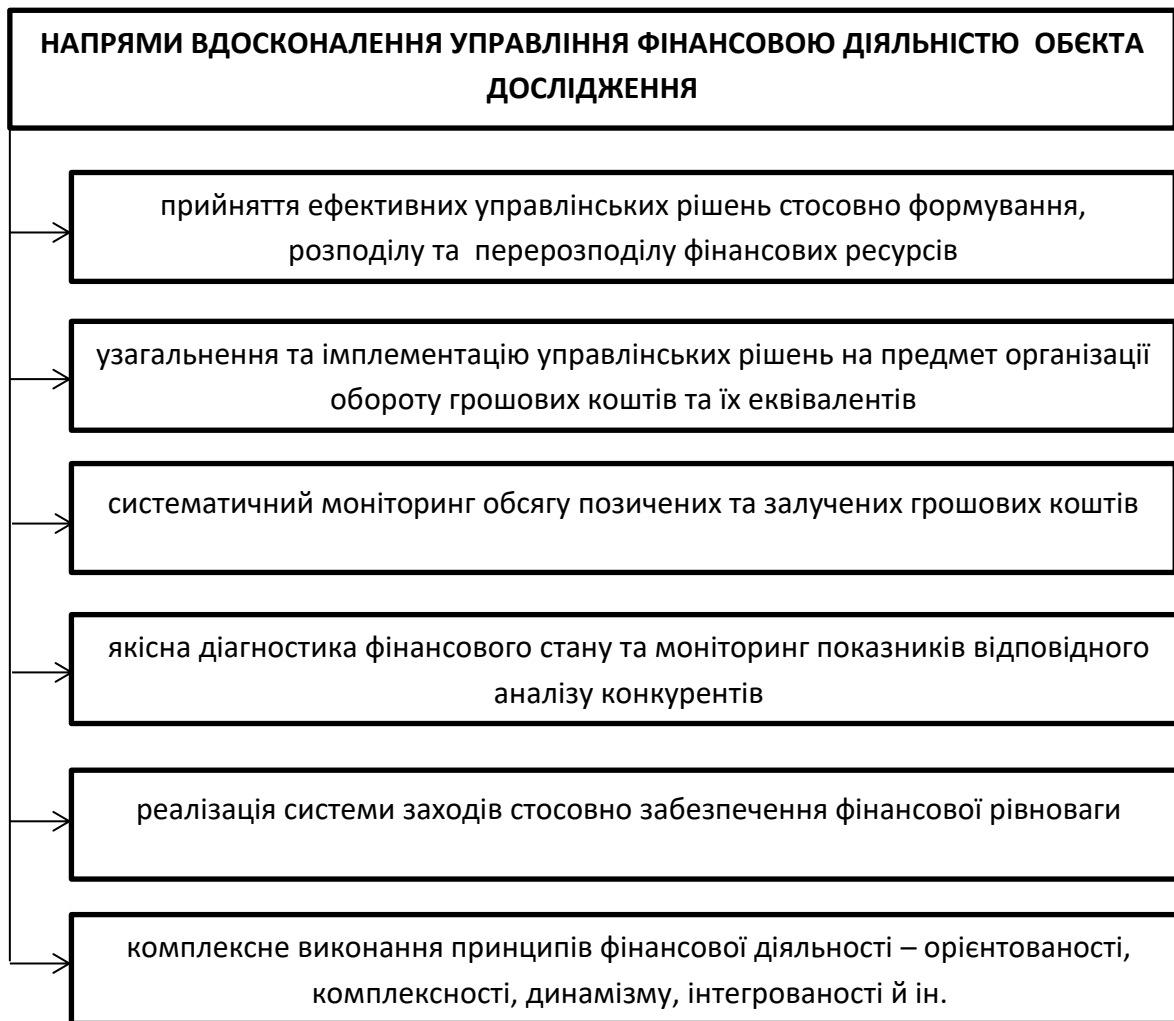 НАПРЯМИ ВДОСКОНАЛЕННЯ УПРАВЛІННЯ ФІНАНСОВОЮ ДІЯЛЬНІСТЮ ОБЄКТА
ДОСЛІДЖЕННЯ
прийняття ефективних управлінських рішень стосовно формування,
розподілу та перерозподілу фінансових ресурсів
узагальнення та імплементацію управлінських рішень на предмет організації
обороту грошових коштів та їх еквівалентів
систематичний моніторинг обсягу позичених та залучених грошових коштів
якісна діагностика фінансового стану та моніторинг показників відповідного
аналізу конкурентів
реалізація системи заходів стосовно забезпечення фінансової рівноваги
комплексне виконання принципів фінансової діяльності – орієнтованості,
комплексності, динамізму, інтегрованості й ін.